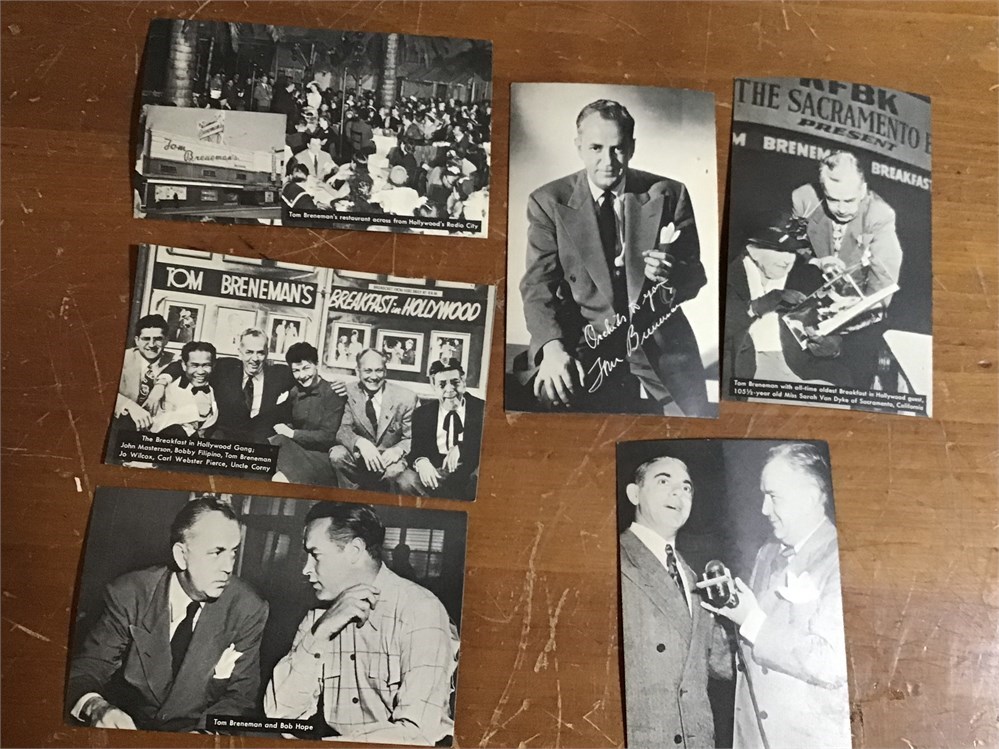 Tom
Breneman's
Tom Breneman's restaurant across from Hollywood's Radio City
TOM BRENEMAN'S
BREAKFAST in HOLLYWOOD
The Breakfast in Hollywood Gang;
John Masterson, Bobby Filipino, Tom Breneman
Jo Wilcox, Carl Webster Pierce, Uncle Corny
Tom Breneman and Bob Hope
Orchids to you
Tom Breneman
KFBK
THE SACRAMENTO B
PRESENT
M BRENEM BREAKFAS
Tom Breneman with all-time oldest Breakfast in Hollywood guest,
105½-year old Miss Sarah Van Dyke of Sacramento, California